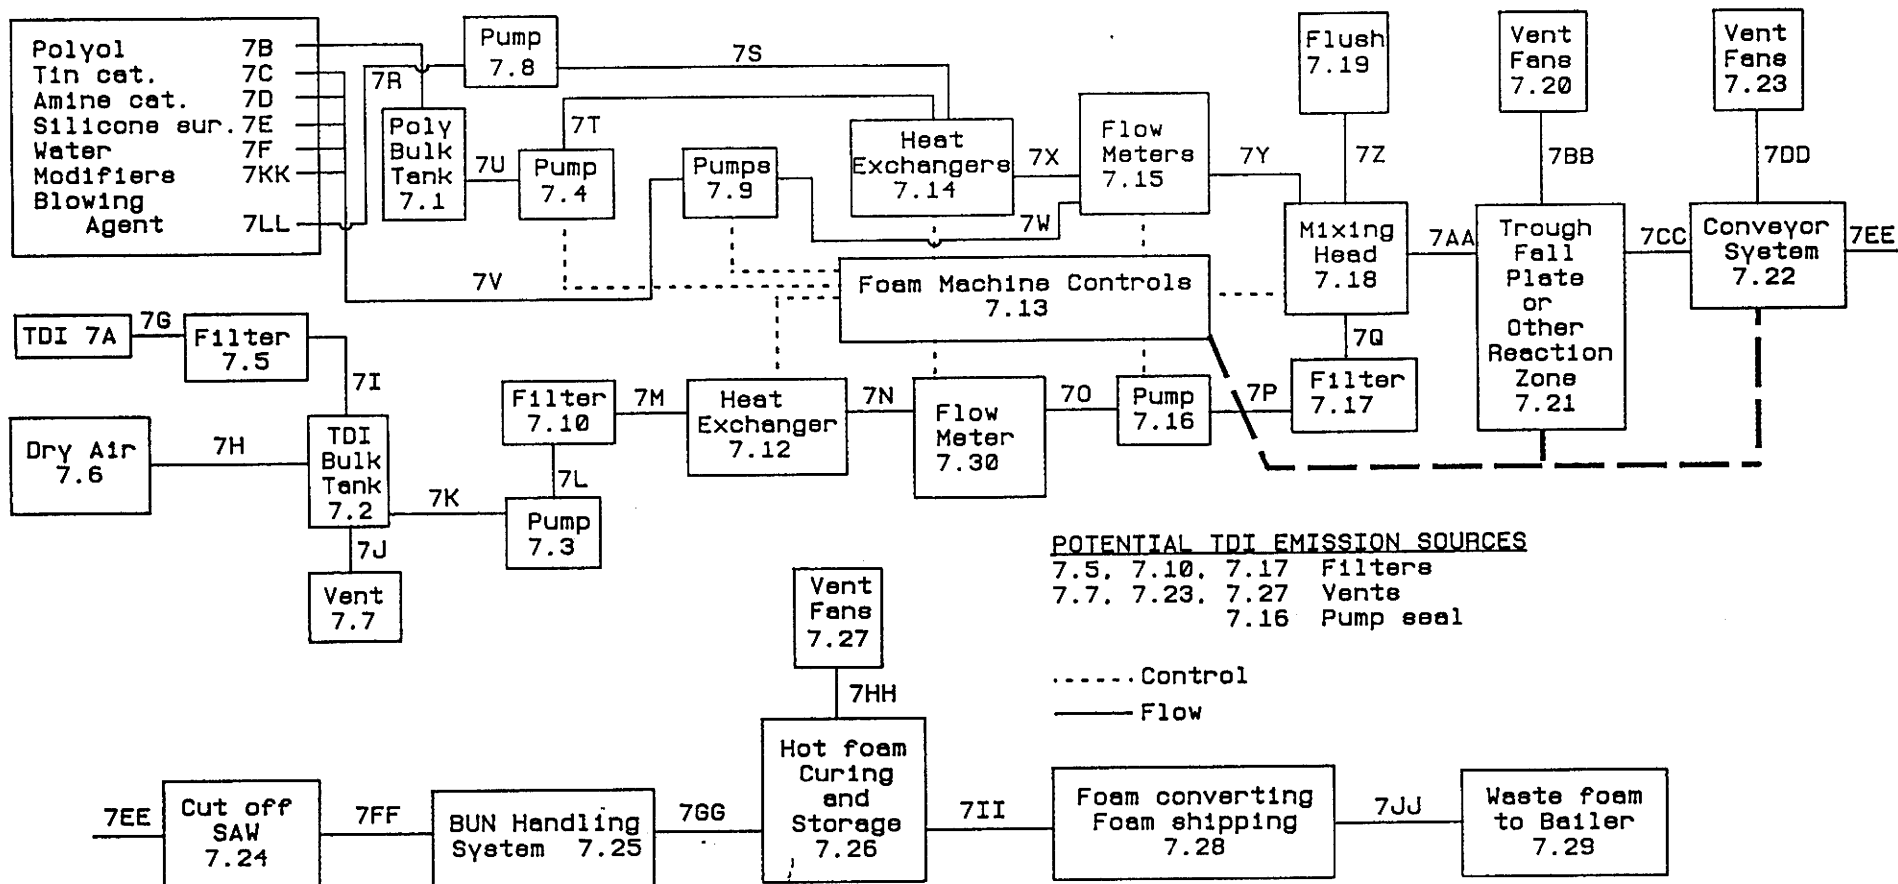 Polyol 7B
Tin cat. 7C
Amine cat. 7D
Silicone sur. 7E
Water 7F
Modifiers 7KK
Blowing
Agent 7LL
7R
Pump
7.8
7S
Poly
Bulk
Tank
7.1
7U
7T
Pump
7.4
Pumps
7.9
7V
7W
Heat
Exchangers
7.14
7X
Flow
Meters
7.15
7Y
Flush
7.19
7Z
Mixing
Head
7.18
7AA
Vent
Fans
7.20
7BB
Trough
Fall
Plate
or
Other
Reaction
Zone
7.21
7CC
Vent
Fans
7.23
7DD
Conveyor
System
7.22
7EE
Foam Machine Controls
7.13
TDI 7A
7G
Filter
7.5
7I
Dry Air
7.6
7H
TDI
Bulk
Tank
7.2
7J
Vent
7.7
7K
Pump
7.3
7L
Filter
7.10
7M
Heat
Exchanger
7.12
7N
Flow
Meter
7.30
7O
Pump
7.16
7P
Filter
7.17
7Q
POTENTIAL TDI EMISSION SOURCES
7.5, 7.10, 7.17 Filters
7.7, 7.23, 7.27 Vents
7.16 Pump seal
Control
Flow
Vent
Fans
7.27
7HH
7EE
Cut off
SAW
7.24
7FF
BUN Handling
System 7.25
7GG
Hot foam
Curing
and
Storage
7.26
7II
Foam converting
Foam shipping
7.28
7JJ
Waste foam
to Bailer
7.29